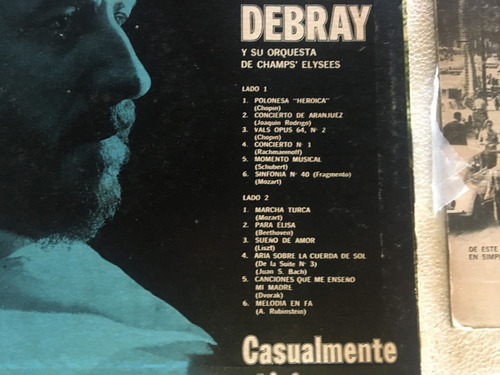 DEBRAY
Y SU ORQUESTA
DE CHAMPS' ELYSEES
LADO 1
1. POLONESA "HEROICA"
(Chopin)
2. CONCIERTO DE ARANJUEZ
(Joaquin Rodrigo)
3. VALS OPUS 64, Nº 2
(Chopin)
4. CONCIERTO Nº 1
(Rachmannoff)
5. MOMENTO MUSICAL
(Schubert)
6. SINFONIA Nº 40 (Fragmento)
(Mozart)
LADO 2
1. MARCHA TURCA
(Mozart)
2. PARA ELISA
(Beethoven)
3. SUEÑO DE AMOR
(Liszt)
4. ARIA SOBRE LA CUERDA DE SOL
(De la Suite Nº 3)
(Juan S. Bach)
5. CANCIONES QUE ME ENSEÑO
MI MADRE
(Dvorak)
6. MELODIA EN FA
(A. Rubinstein)
Casualmente
DE ESTE
EN SIMPL